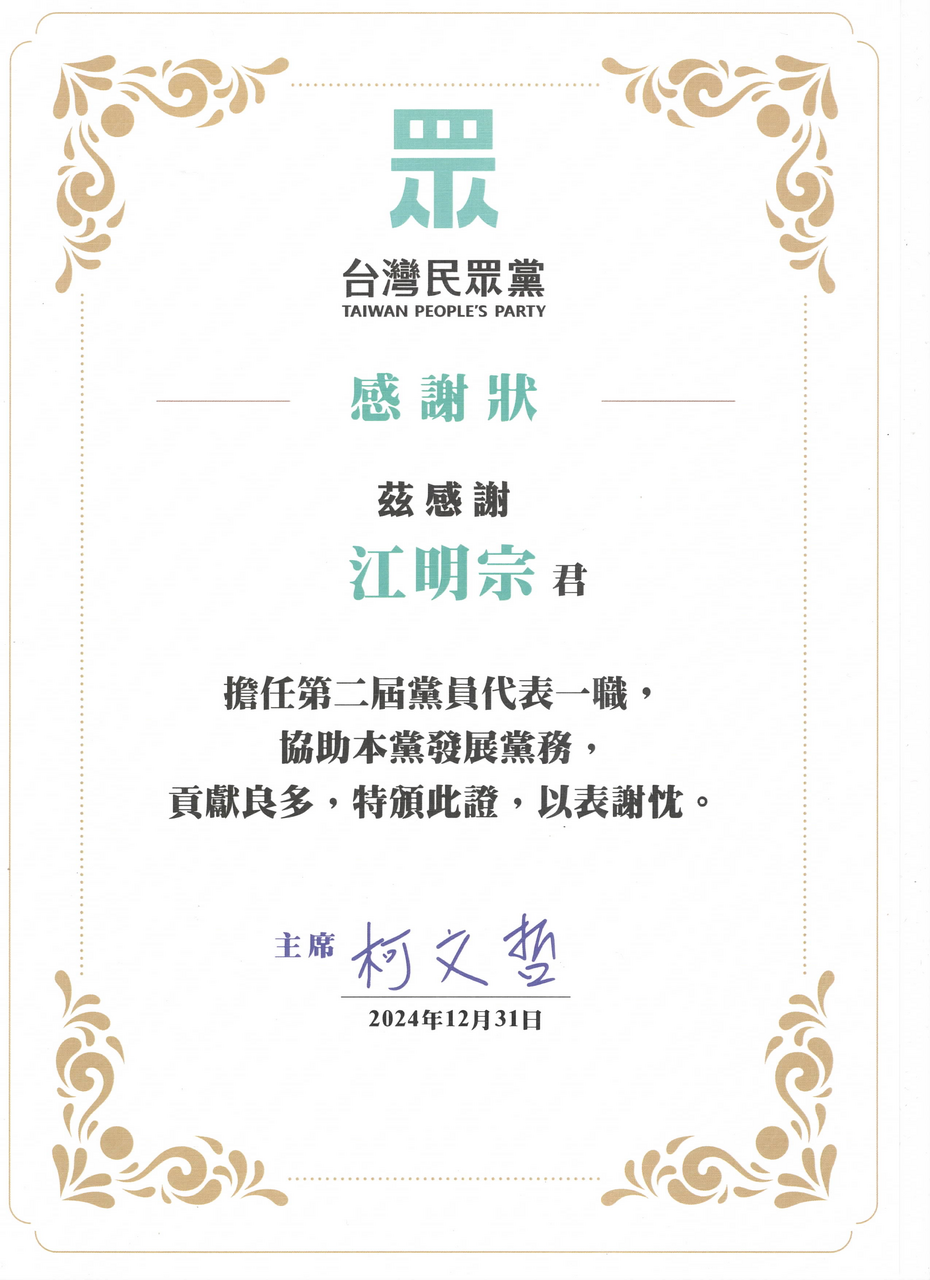 眾
台灣民眾黨
TAIWAN PEOPLE'S PARTY
感謝狀
茲感謝
江明宗 君
擔任第二屆黨員代表一職，
協助本黨發展黨務，
貢獻良多，特頒此證，以表謝忱。
主席 柯文哲
2024年12月31日